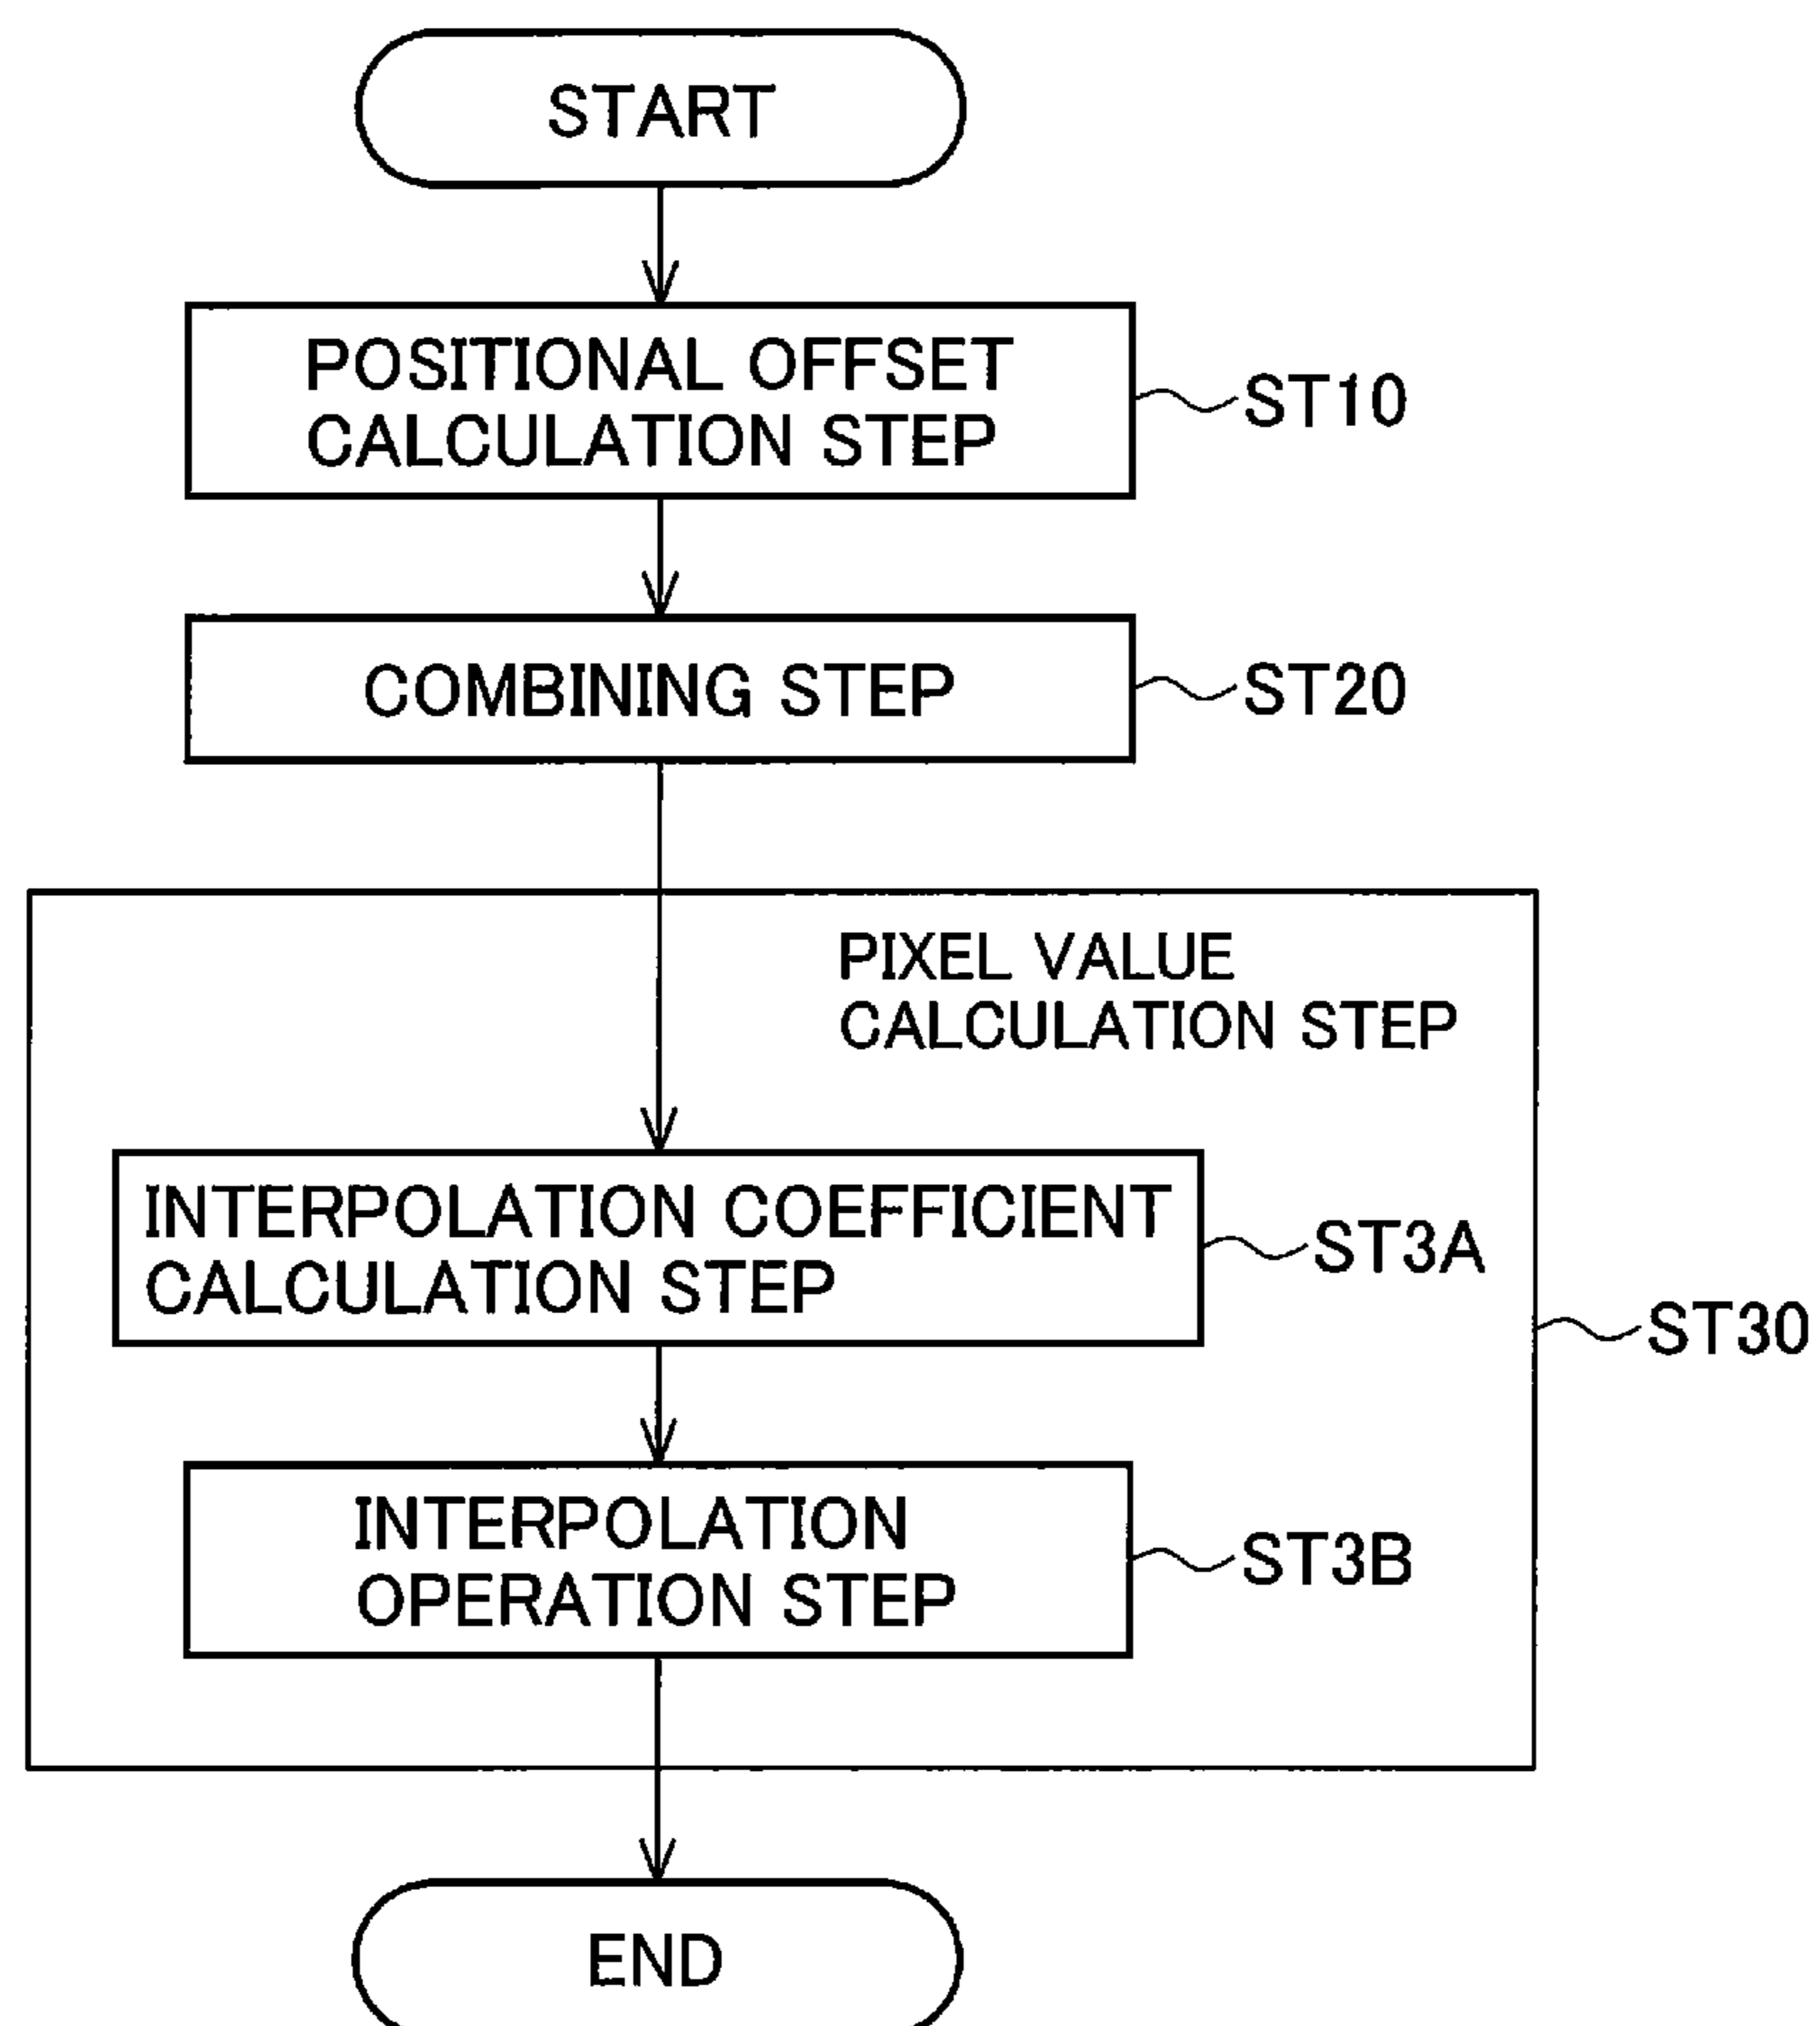 START
POSITIONAL OFFSET
CALCULATION STEP
ST10
COMBINING STEP
ST20
PIXEL VALUE
CALCULATION STEP
INTERPOLATION COEFFICIENT
CALCULATION STEP
ST3A
ST30
INTERPOLATION
OPERATION STEP
ST3B
END